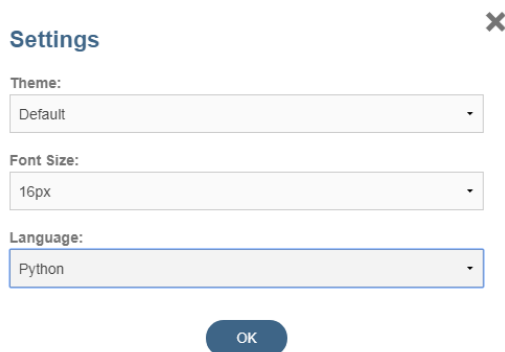 Settings
Theme:
Default
Font Size:
16px
Language:
Python
OK